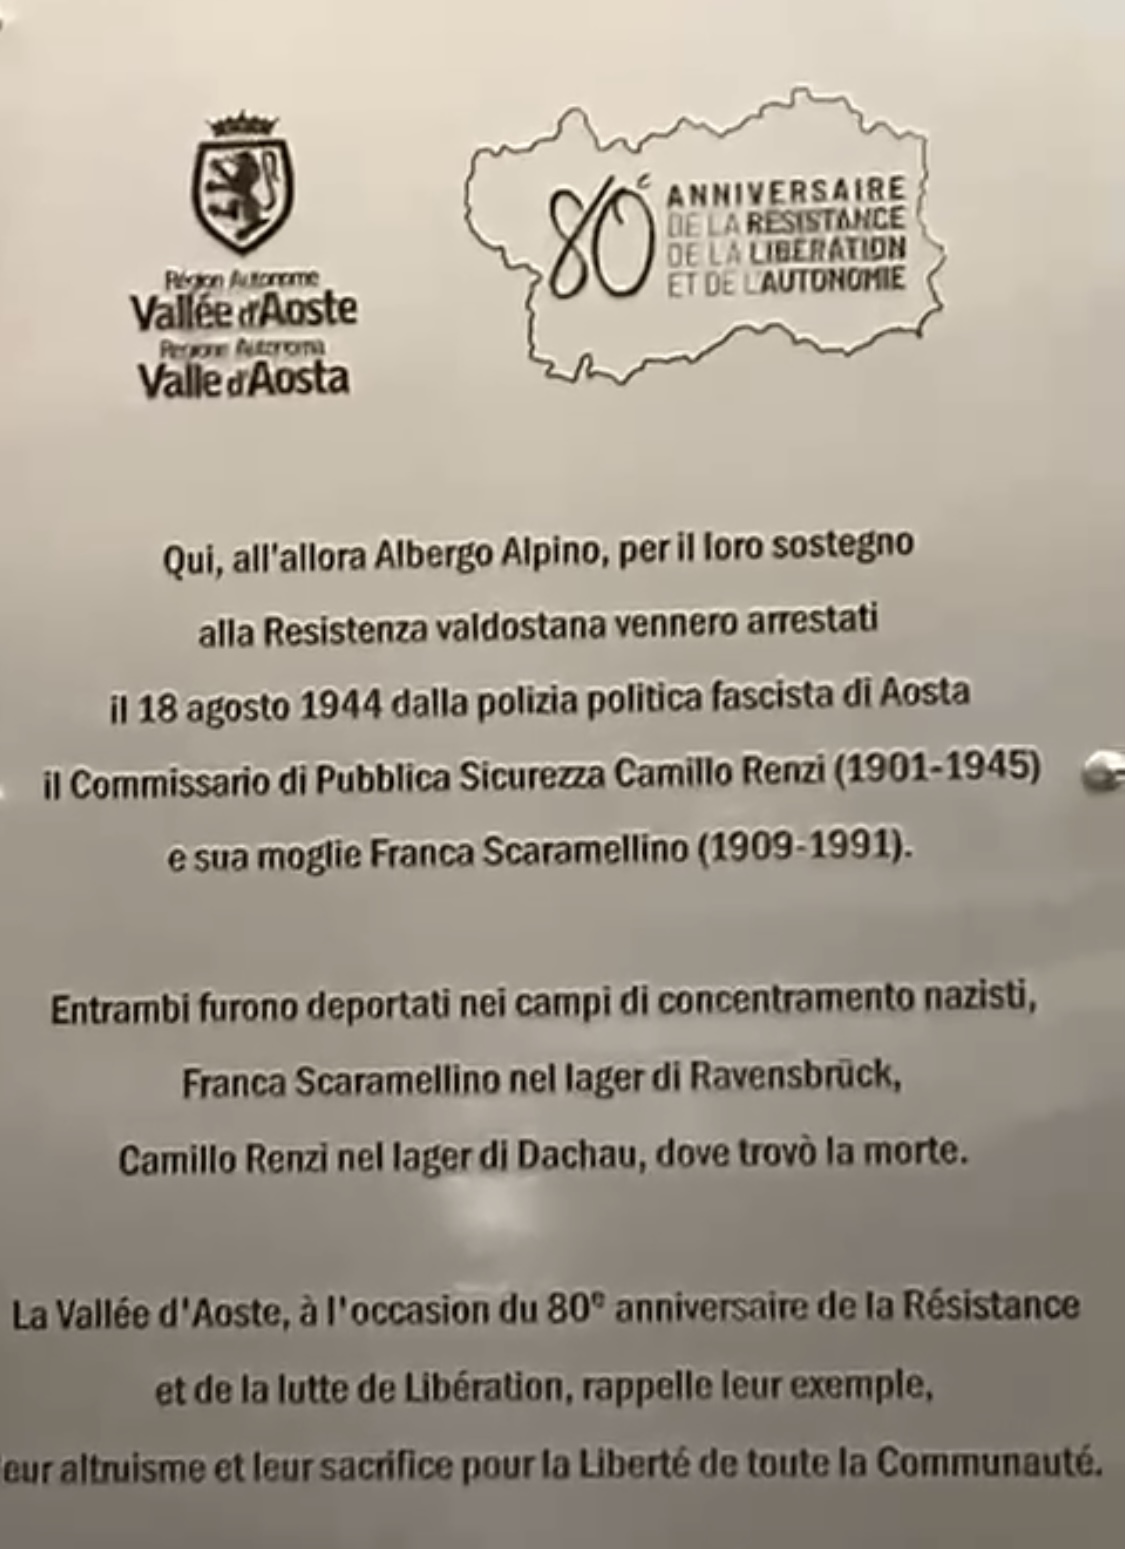 Région Autonome
Vallée d'Aoste
Regione Autonoma
Valle d'Aosta
80e ANNIVERSAIRE
DE LA RESISTANCE
DE LA LIBERATION
ET DE L'AUTONOMIE
Qui, all'allora Albergo Alpino, per il loro sostegno
alla Resistenza valdostana vennero arrestati
il 18 agosto 1944 dalla polizia politica fascista di Aosta
il Commissario di Pubblica Sicurezza Camillo Renzi (1901-1945)
e sua moglie Franca Scaramellino (1909-1991).
Entrambi furono deportati nei campi di concentramento nazisti,
Franca Scaramellino nel lager di Ravensbrück,
Camillo Renzi nel lager di Dachau, dove trovò la morte.
La Vallée d'Aoste, à l'occasion du 80e anniversaire de la Résistance
et de la lutte de Libération, rappelle leur exemple,
eur altruisme et leur sacrifice pour la Liberté de toute la Communauté.